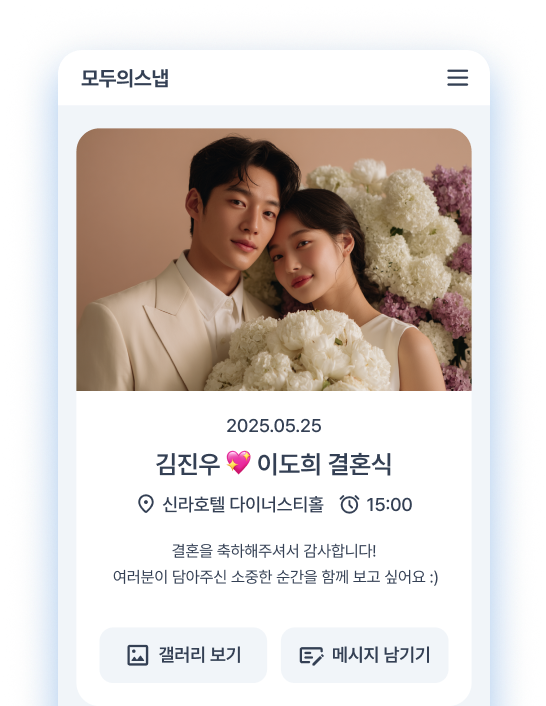 모두의스냅
2025.05.25
김진우 💖 이도희 결혼식
신라호텔 다이너스티홀 15:00
결혼을 축하해주셔서 감사합니다!
여러분이 담아주신 소중한 순간을 함께 보고 싶어요 :)
갤러리 보기 메시지 남기기